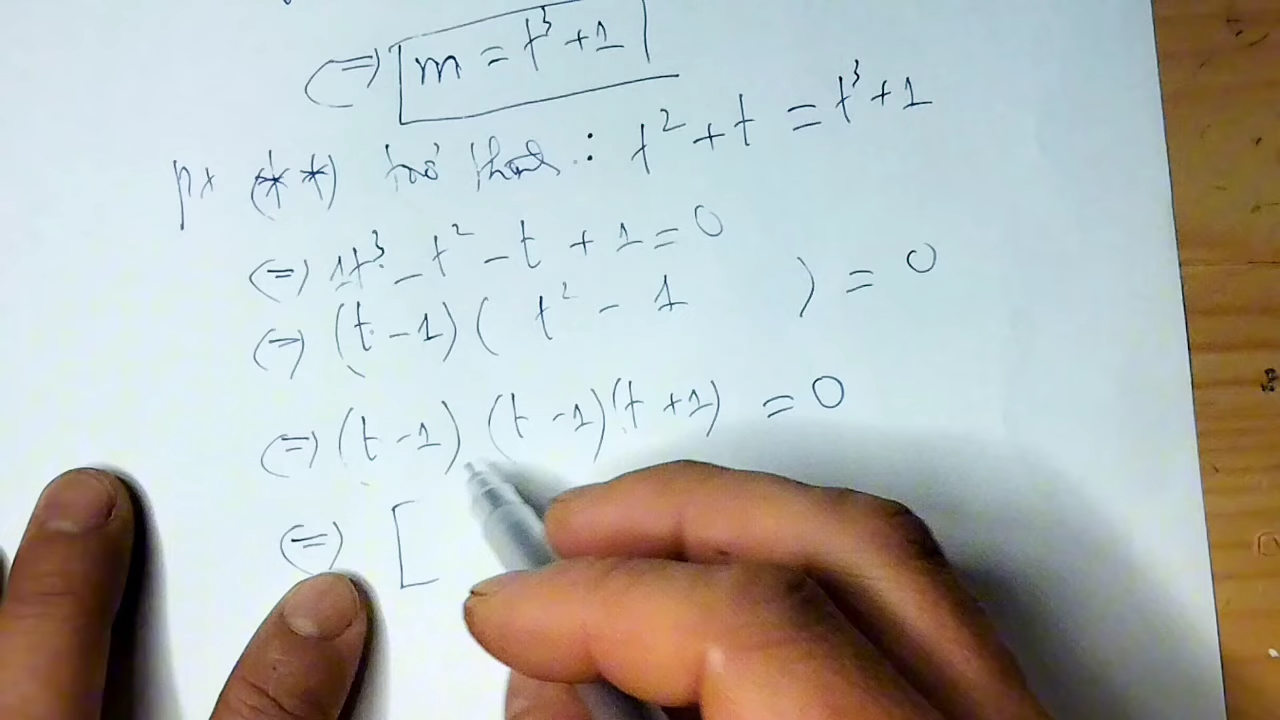 (=) m = t³ + 1
pt (**) trở thành : t² + t = t³ + 1
(=) 1t³ - t² - t + 1 = 0
(=) (t - 1) ( t² - 1 ) = 0
(=) (t - 1) (t - 1)(t + 1) = 0
(=) [